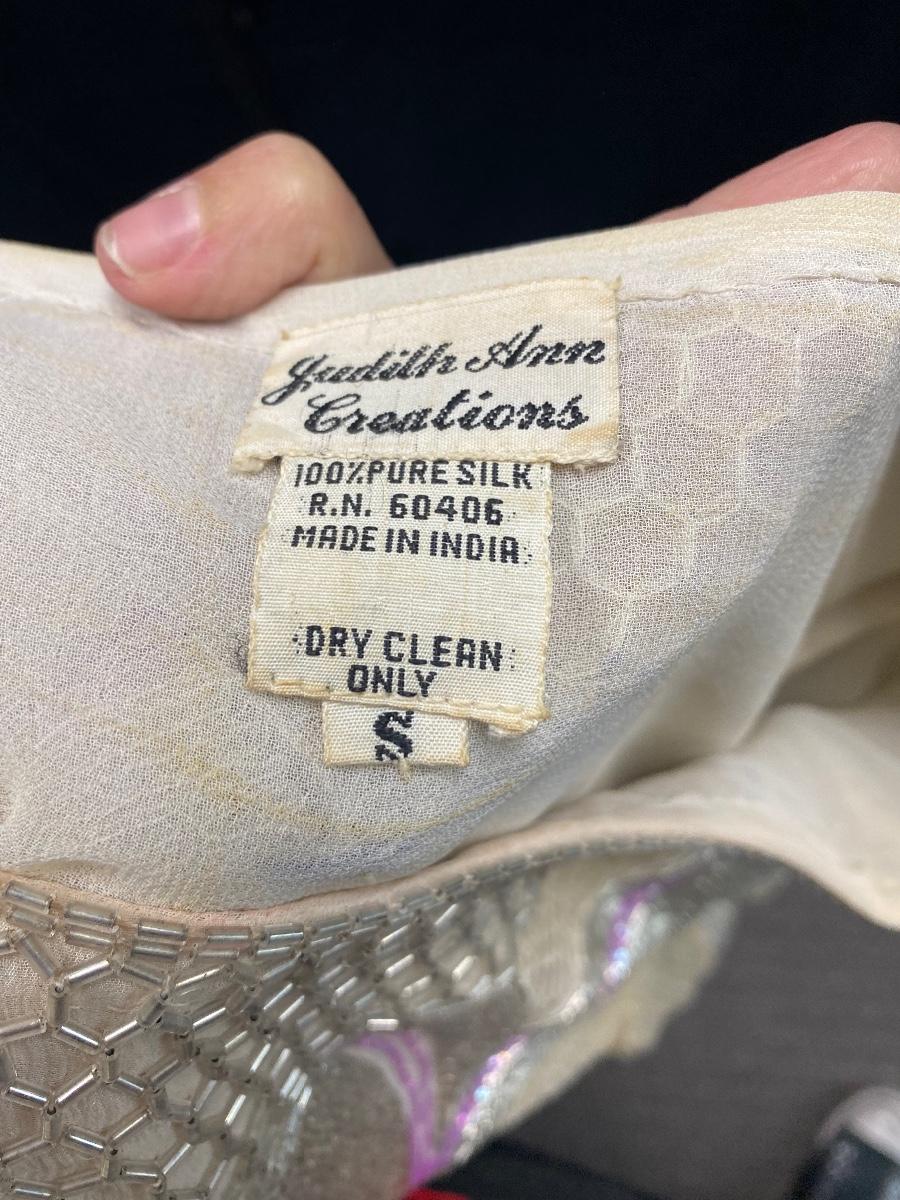 Judith Ann
Creations
100% PURE SILK
R.N. 60406
MADE IN INDIA
DRY CLEAN
ONLY
S